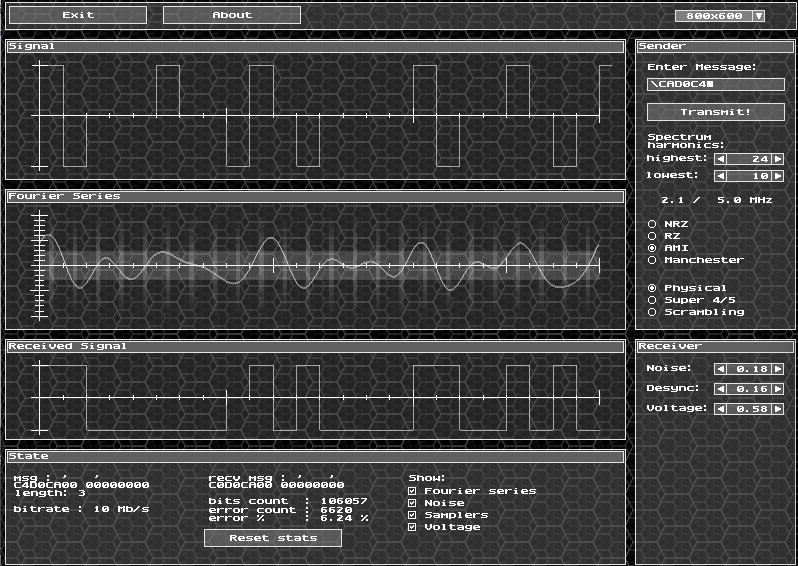 Exit About 800x600
Signal
Fourier Series
Received Signal
State
msg : ' '
C4D0CA00 00000000
length: 3
bitrate : 10 Mb/s
recv msg : ' '
C0D0CA00 00000000
bits count : 106057
error count : 6620
error % : 6.24 %
Reset stats
Show:
Fourier series
Noise
Samplers
Voltage
Sender
Enter Message:
\CAD0C4
Transmit!
Spectrum
harmonics:
highest: 24
lowest: 10
2.1 / 5.0 MHz
NRZ
RZ
AMI
Manchester
Physical
Super 4/5
Scrambling
Receiver
Noise: 0.18
Desync: 0.16
Voltage: 0.58